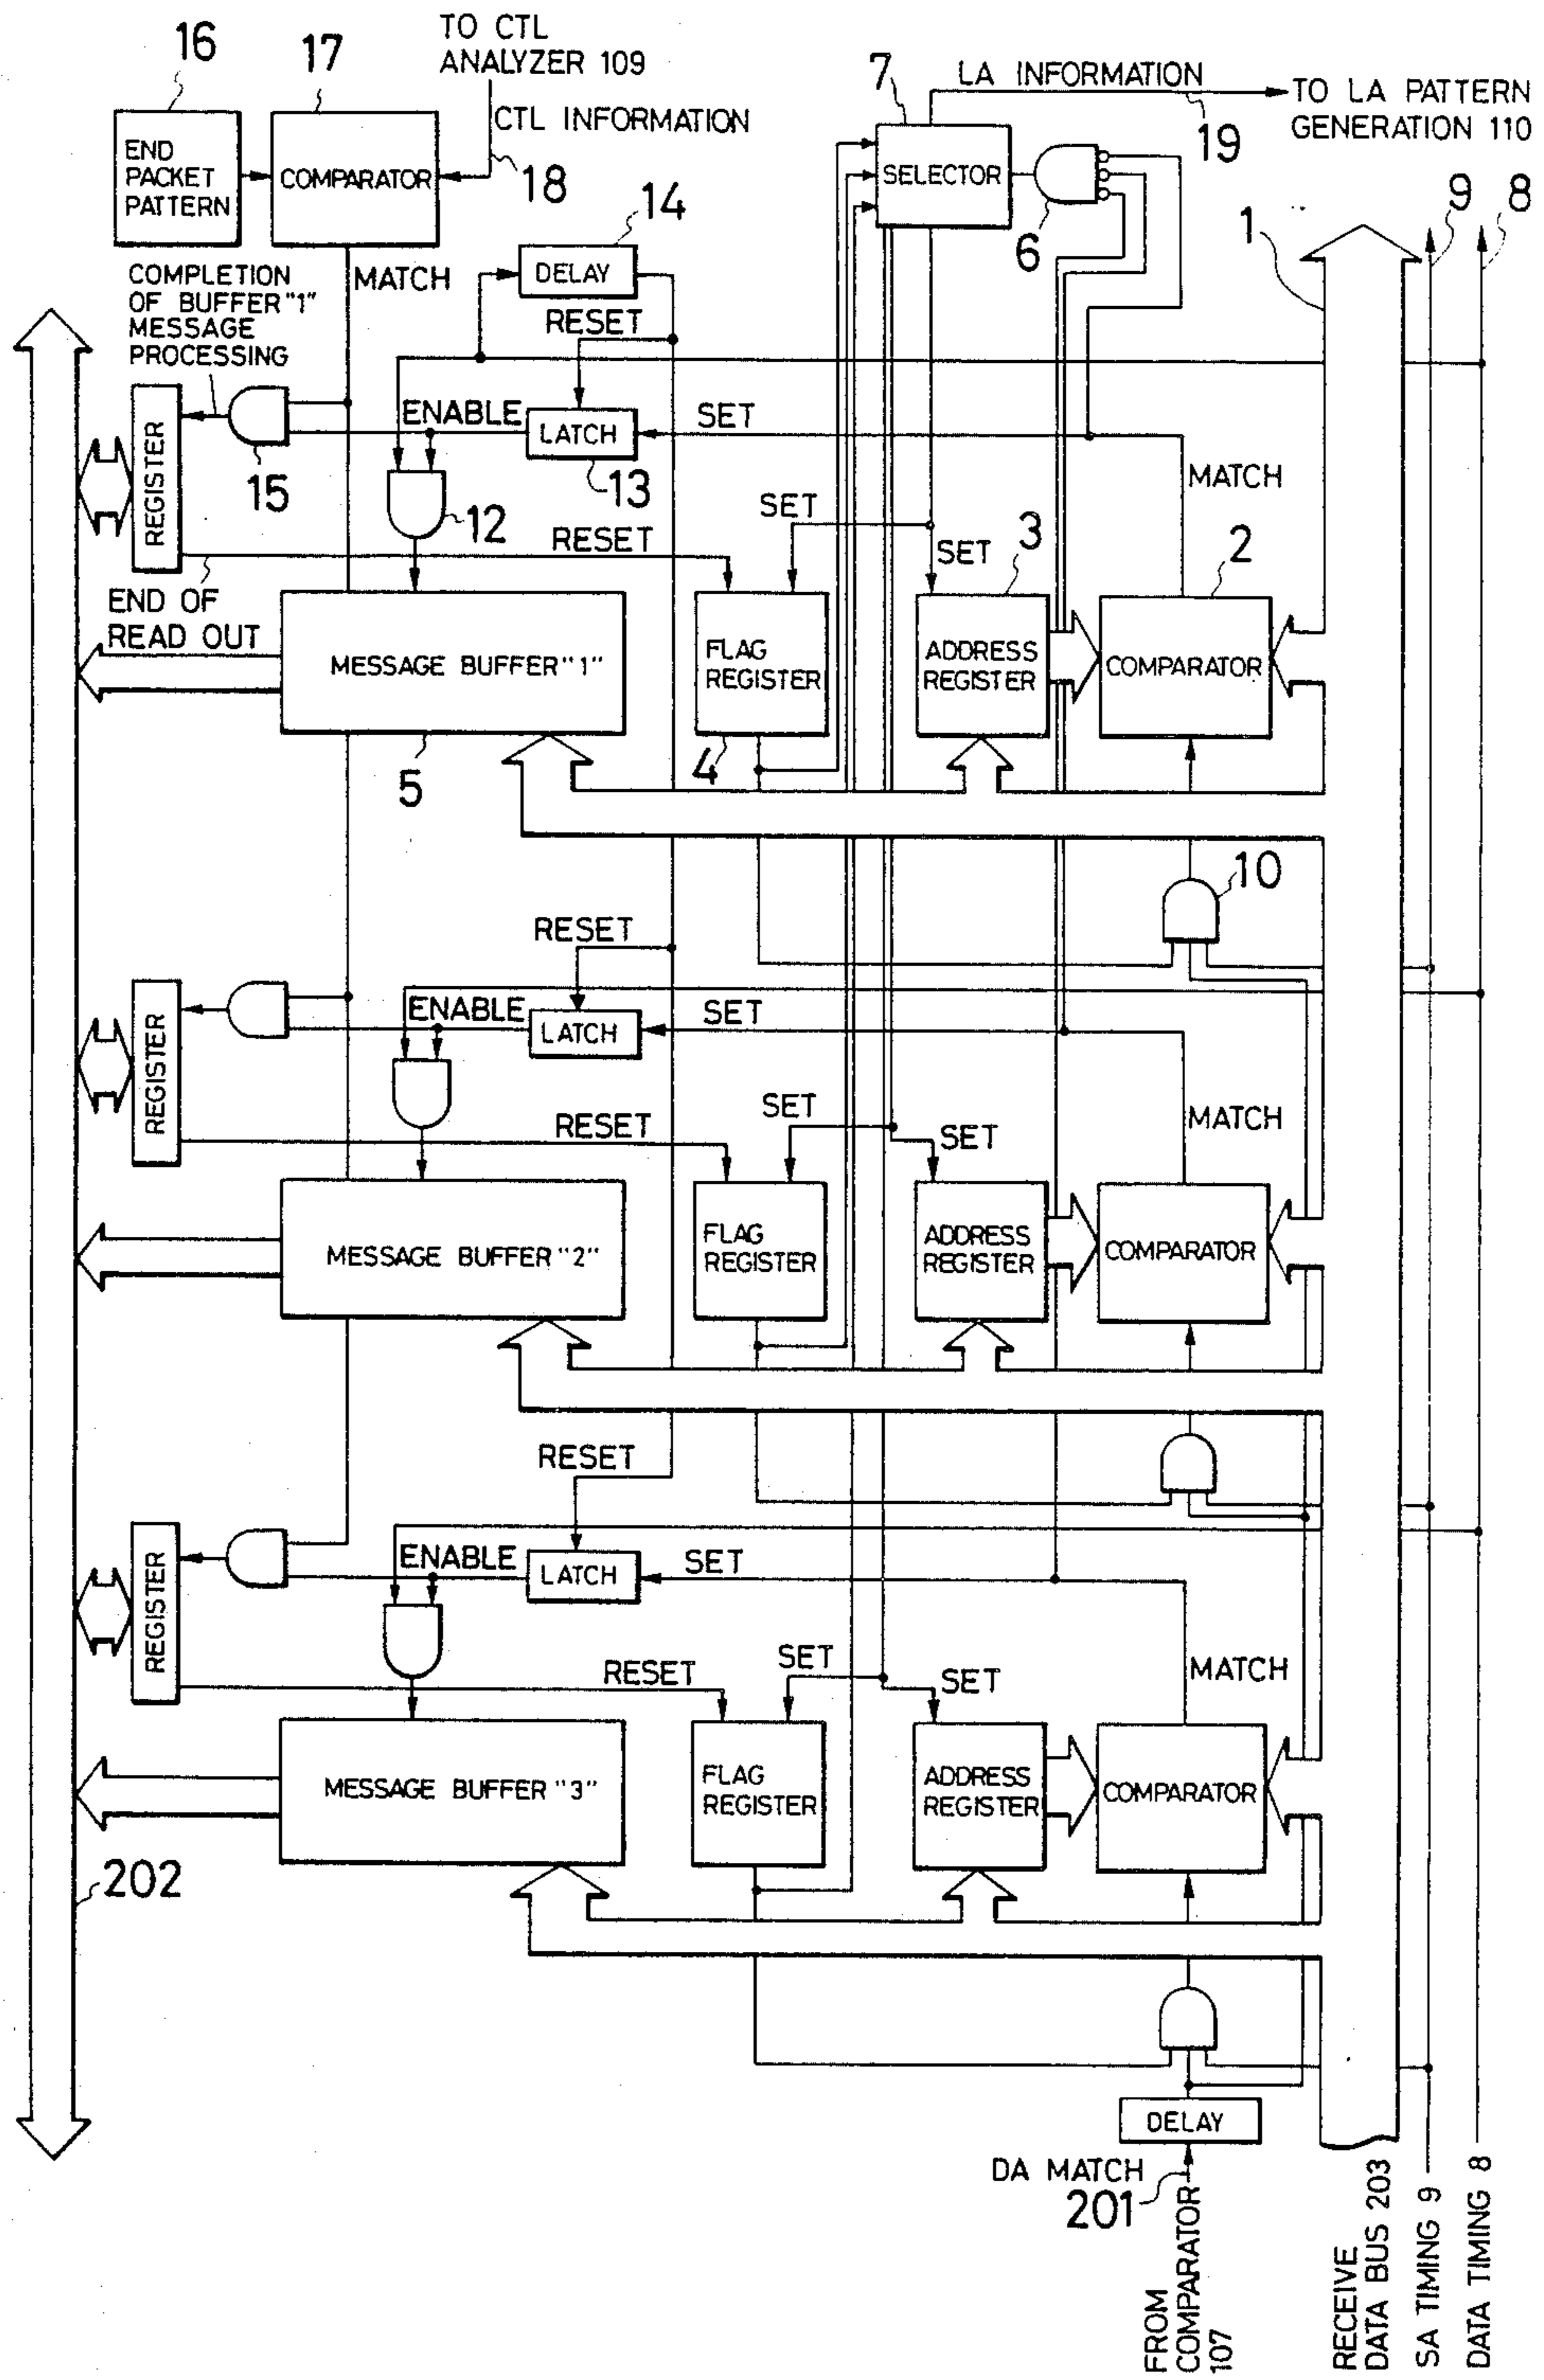 16
17
TO CTL
ANALYZER 109
END
PACKET
PATTERN
COMPARATOR
CTL INFORMATION
18
7
LA INFORMATION
TO LA PATTERN
GENERATION 110
19
SELECTOR
6
9
8
1
14
DELAY
MATCH
COMPLETION
OF BUFFER "1"
MESSAGE
PROCESSING
RESET
REGISTER
15
ENABLE
LATCH
13
SET
MATCH
12
RESET
SET
SET
3
2
END OF
READ OUT
MESSAGE BUFFER "1"
5
FLAG
REGISTER
4
ADDRESS
REGISTER
COMPARATOR
10
RESET
REGISTER
ENABLE
LATCH
SET
MATCH
RESET
SET
SET
MESSAGE BUFFER "2"
FLAG
REGISTER
ADDRESS
REGISTER
COMPARATOR
RESET
REGISTER
ENABLE
LATCH
SET
MATCH
RESET
SET
SET
MESSAGE BUFFER "3"
FLAG
REGISTER
ADDRESS
REGISTER
COMPARATOR
202
DELAY
DA MATCH
201
FROM
COMPARATOR
107
RECEIVE
DATA BUS 203
SA TIMING 9
DATA TIMING 8